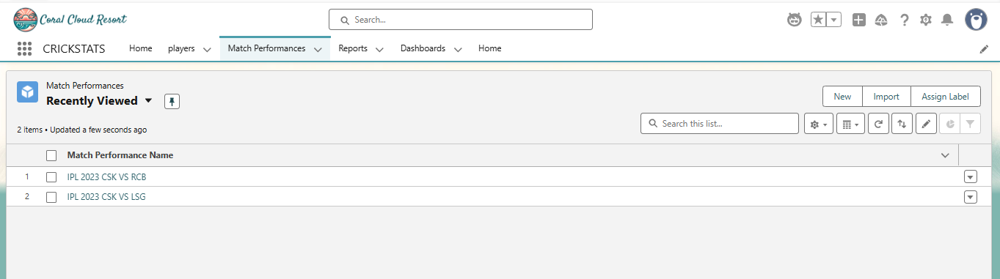 Coral Cloud Resort
Search...
CRICKSTATS
Home
players
Match Performances
Reports
Dashboards
Home
Match Performances
Recently Viewed
New
Import
Assign Label
2 items • Updated a few seconds ago
Search this list...
Match Performance Name
1 IPL 2023 CSK VS RCB
2 IPL 2023 CSK VS LSG